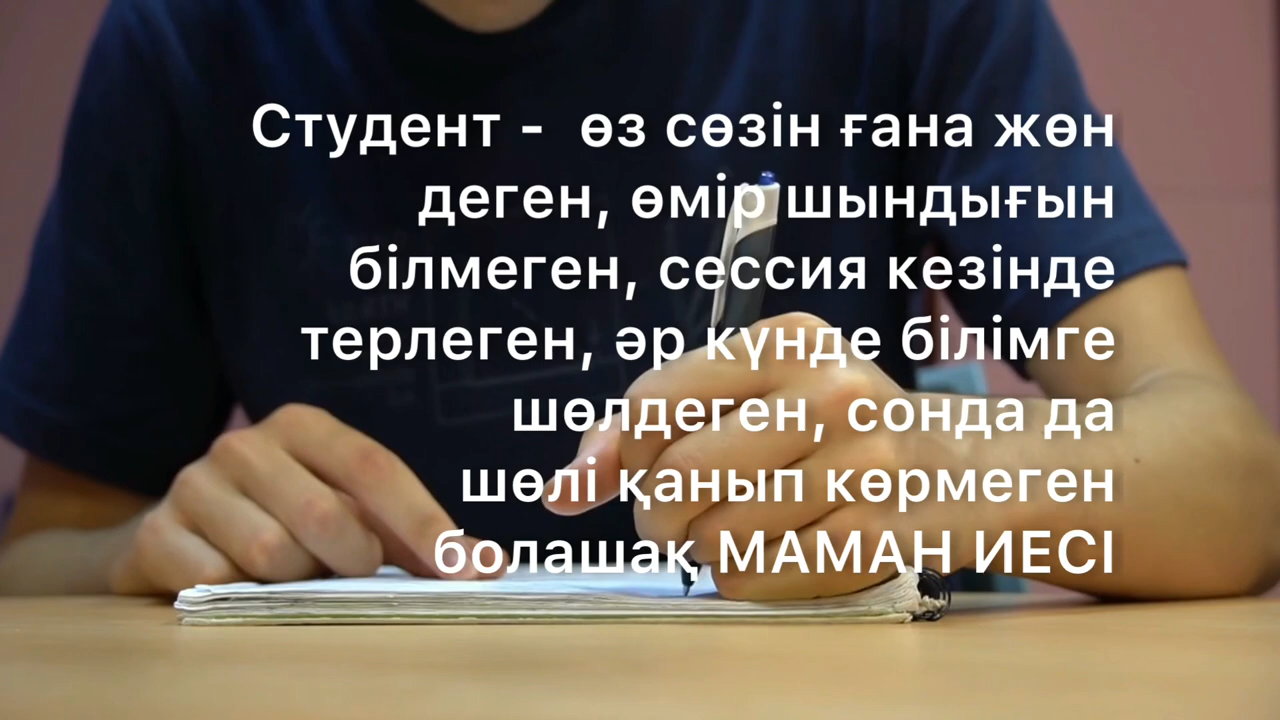 Студент -  өз сөзін ғана жөн
деген, өмір шындығын
білмеген, сессия кезінде
терлеген, әр күнде білімге
шөлдеген, сонда да
шөлі қанып көрмеген
болашақ МАМАН ИЕСІ